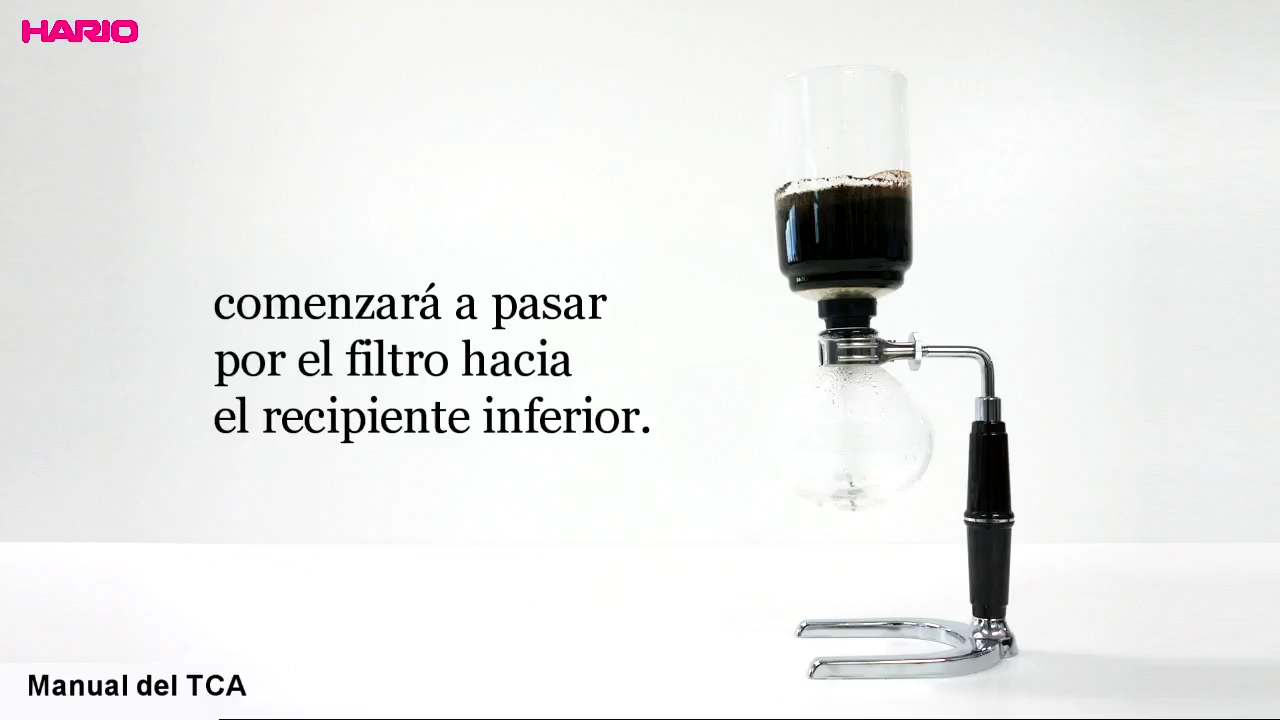 HARIO
comenzará a pasar
por el filtro hacia
el recipiente inferior.
Manual del TCA